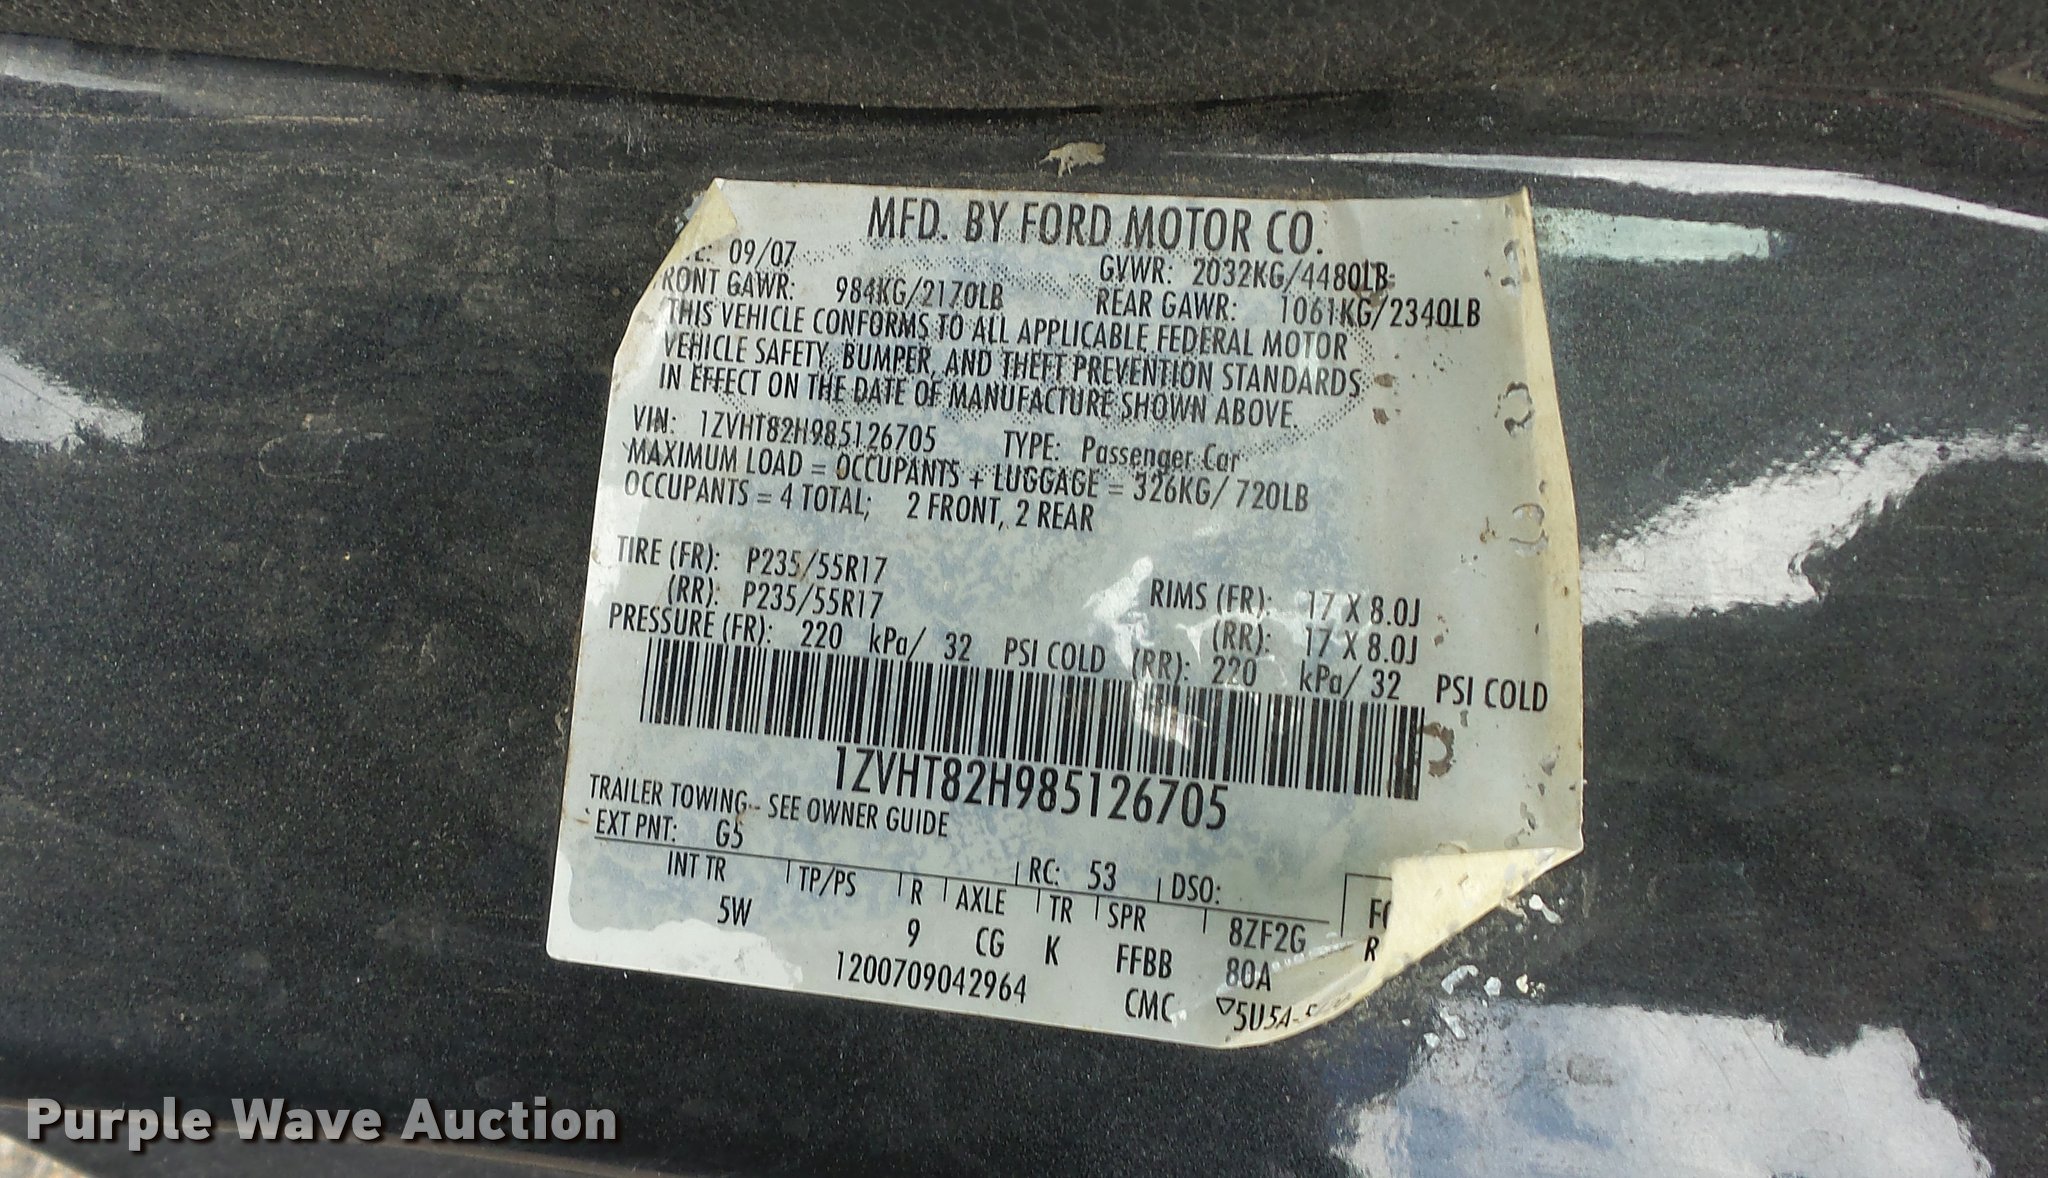 MFD. BY FORD MOTOR CO.
09/07 GVWR: 2032KG/4480LB
RONT GAWR: 984KG/2170LB REAR GAWR: 1061KG/2340LB
THIS VEHICLE CONFORMS TO ALL APPLICABLE FEDERAL MOTOR
VEHICLE SAFETY, BUMPER, AND THEFT PREVENTION STANDARDS
IN EFFECT ON THE DATE OF MANUFACTURE SHOWN ABOVE.
VIN: 1ZVHT82H985126705 TYPE: Passenger Car
MAXIMUM LOAD = OCCUPANTS + LUGGAGE = 326KG/ 720LB
OCCUPANTS = 4 TOTAL; 2 FRONT, 2 REAR
TIRE (FR): P235/55R17 RIMS (FR): 17 X 8.0J
(RR): P235/55R17 (RR): 17 X 8.0J
PRESSURE (FR): 220 kPa/ 32 PSI COLD (RR): 220 kPa/ 32 PSI COLD
1ZVHT82H985126705
TRAILER TOWING-- SEE OWNER GUIDE
EXT PNT: G5 RC: 53 DSO:
INT TR TP/PS R AXLE TR SPR 8ZF2G
5W 9 CG K FFBB 80A R
1200709042964 CMC ▽5U5A-
Purple Wave Auction